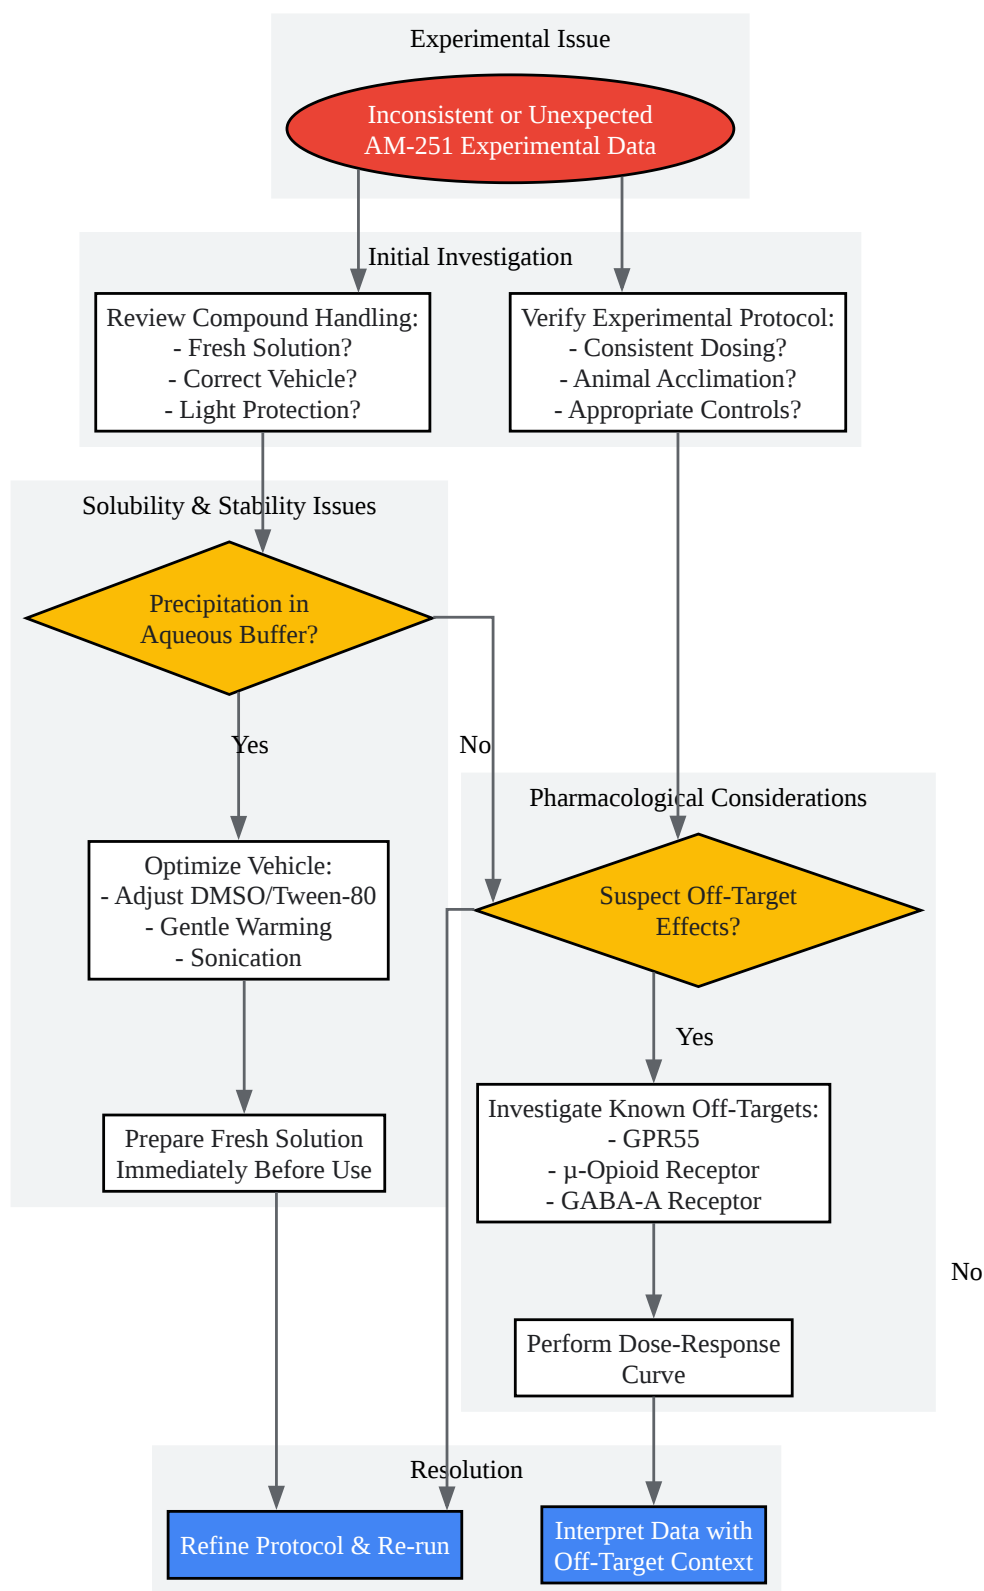 Experimental Issue
Inconsistent or Unexpected
AM-251 Experimental Data
Initial Investigation
Review Compound Handling:
- Fresh Solution?
- Correct Vehicle?
- Light Protection?
Verify Experimental Protocol:
- Consistent Dosing?
- Animal Acclimation?
- Appropriate Controls?
Solubility & Stability Issues
Precipitation in
Aqueous Buffer?
Yes
No
Pharmacological Considerations
Optimize Vehicle:
- Adjust DMSO/Tween-80
- Gentle Warming
- Sonication
Suspect Off-Target
Effects?
Yes
Prepare Fresh Solution
Immediately Before Use
Investigate Known Off-Targets:
- GPR55
- µ-Opioid Receptor
- GABA-A Receptor
No
Perform Dose-Response
Curve
Resolution
Refine Protocol & Re-run
Interpret Data with
Off-Target Context